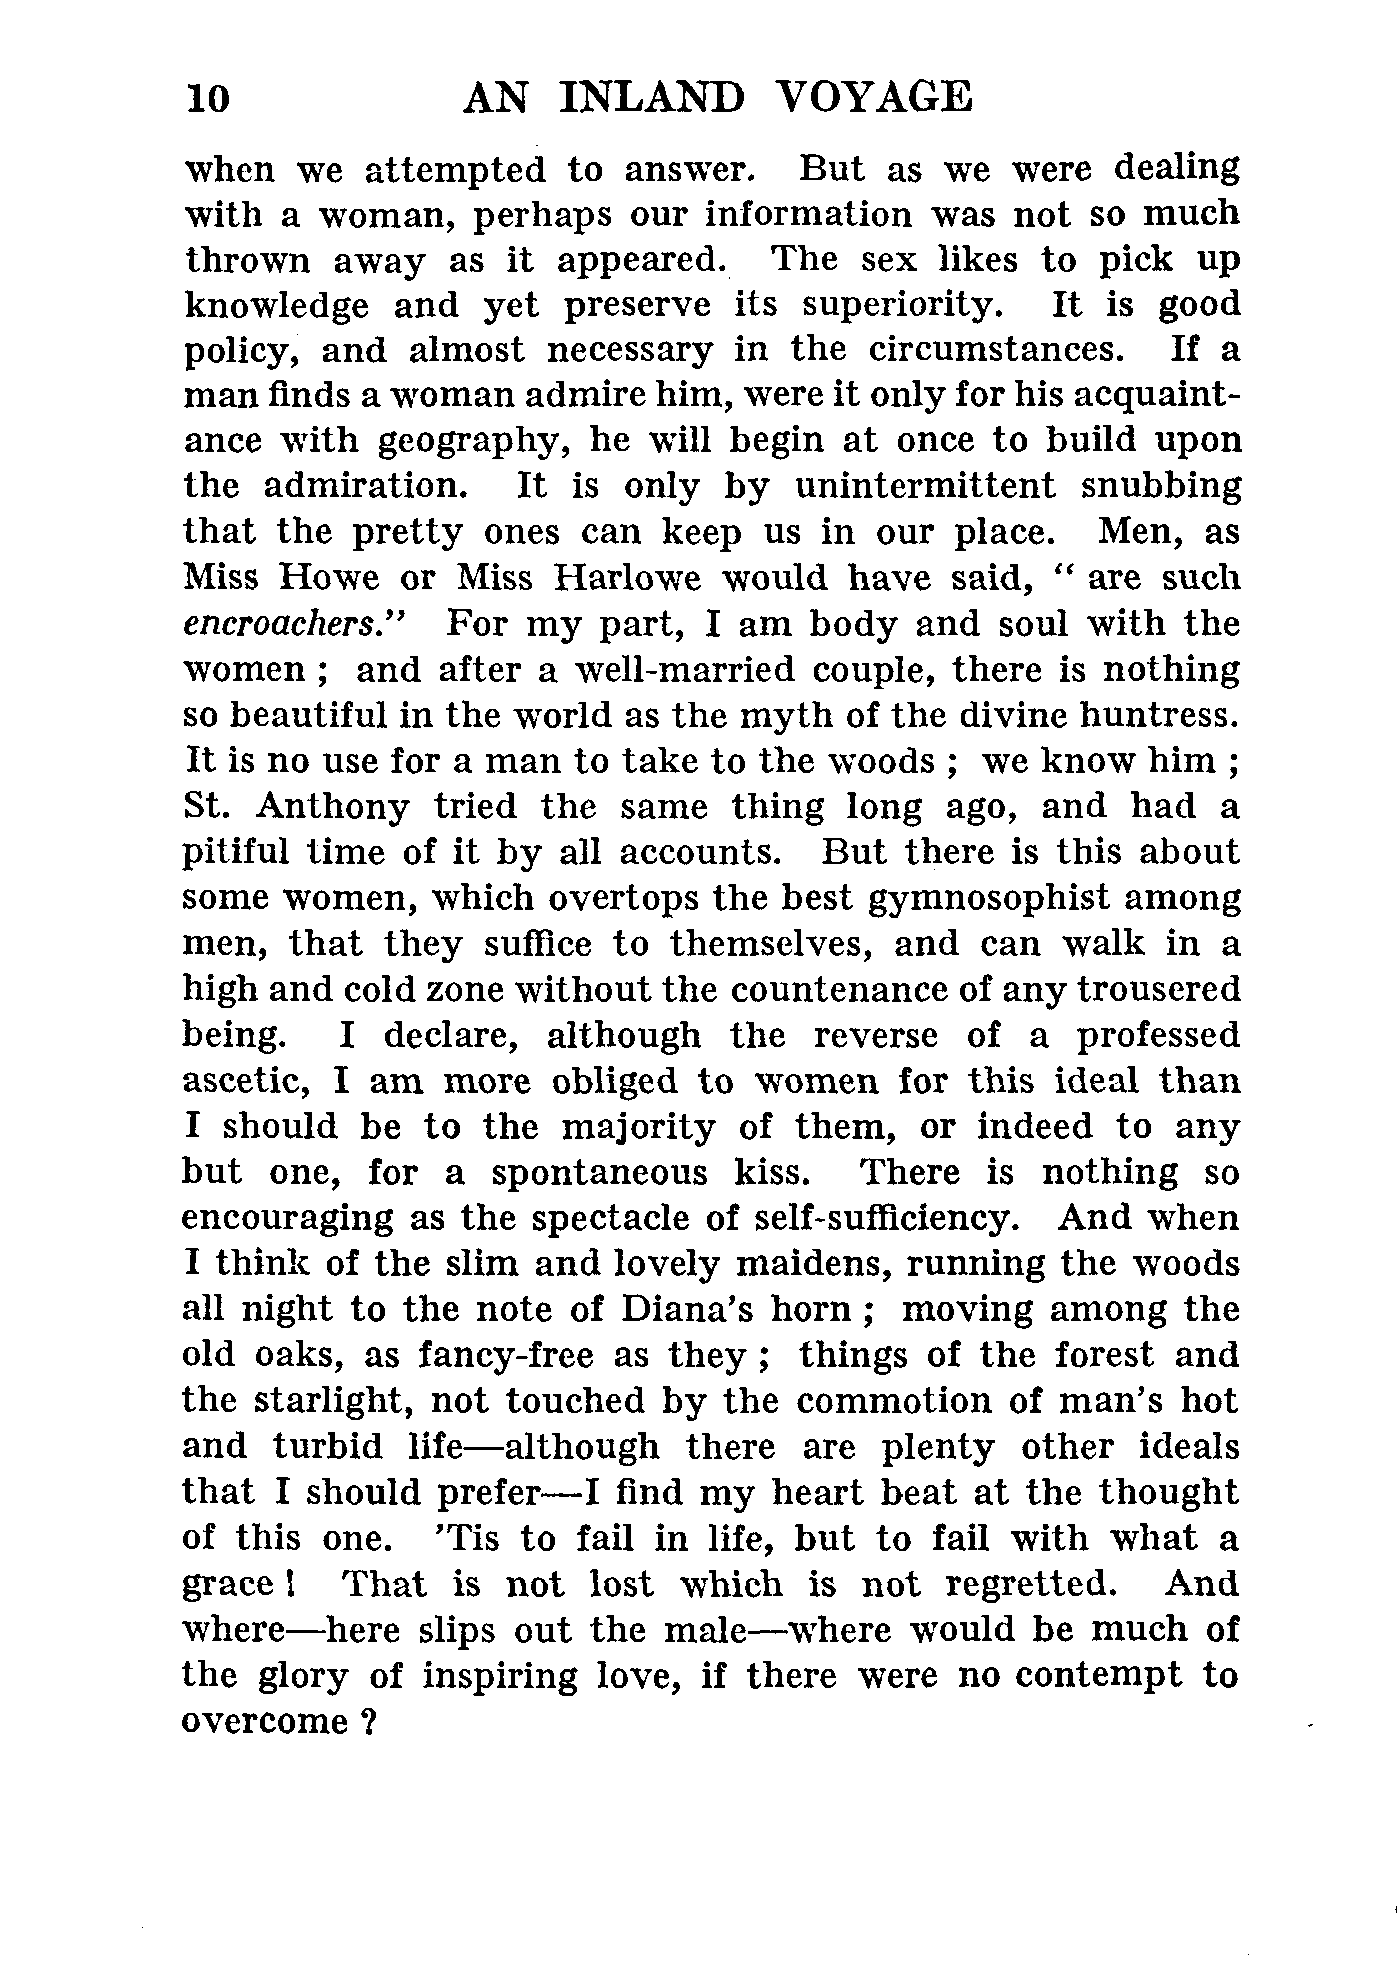 10 AN INLAND VOYAGE
when we attempted to answer. But as we were dealing
with a woman, perhaps our information was not so much
thrown away as it appeared. The sex likes to pick up
knowledge and yet preserve its superiority. It is good
policy, and almost necessary in the circumstances. If a
man finds a woman admire him, were it only for his acquaint-
ance with geography, he will begin at once to build upon
the admiration. It is only by unintermittent snubbing
that the pretty ones can keep us in our place. Men, as
Miss Howe or Miss Harlowe would have said, “ are such
encroachers.” For my part, I am body and soul with the
women ; and after a well-married couple, there is nothing
so beautiful in the world as the myth of the divine huntress.
It is no use for a man to take to the woods ; we know him ;
St. Anthony tried the same thing long ago, and had a
pitiful time of it by all accounts. But there is this about
some women, which overtops the best gymnosophist among
men, that they suffice to themselves, and can walk in a
high and cold zone without the countenance of any trousered
being. I declare, although the reverse of a professed
ascetic, I am more obliged to women for this ideal than
I should be to the majority of them, or indeed to any
but one, for a spontaneous kiss. There is nothing so
encouraging as the spectacle of self-sufficiency. And when
I think of the slim and lovely maidens, running the woods
all night to the note of Diana’s horn ; moving among the
old oaks, as fancy-free as they ; things of the forest and
the starlight, not touched by the commotion of man’s hot
and turbid life—although there are plenty other ideals
that I should prefer—I find my heart beat at the thought
of this one. ’Tis to fail in life, but to fail with what a
grace ! That is not lost which is not regretted. And
where—here slips out the male—where would be much of
the glory of inspiring love, if there were no contempt to
overcome ?